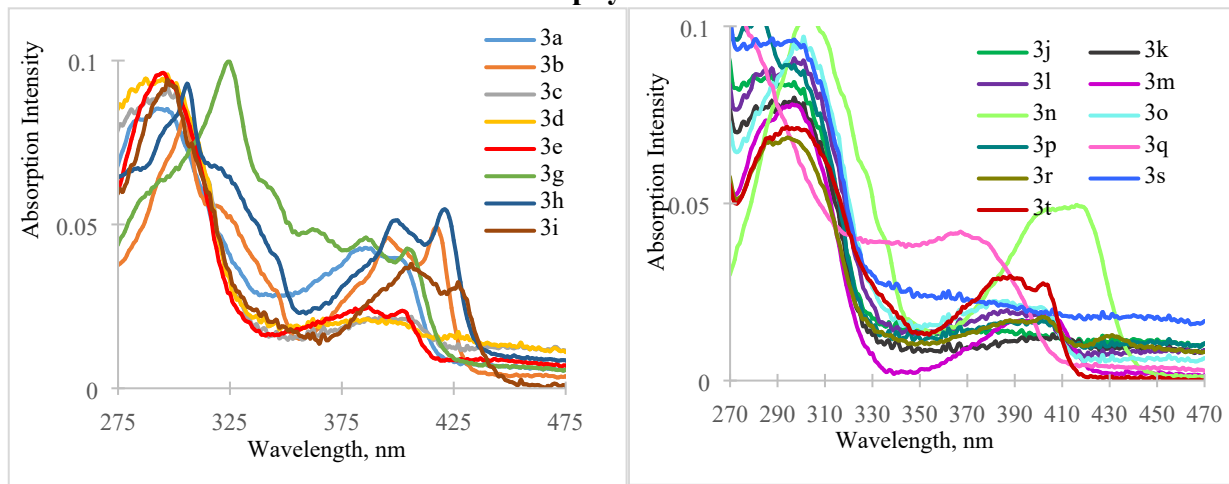 0.1
0.05
0
275
325
375
425
475
Absorption Intensity
Wavelength, nm
3a
3b
3c
3d
3e
3g
3h
3i
0.1
0.05
0
270 290 310 330 350 370 390 410 430 450 470
Absorption Intensity
Wavelength, nm
3j 3k
3l 3m
3n 3o
3p 3q
3r 3s
3t